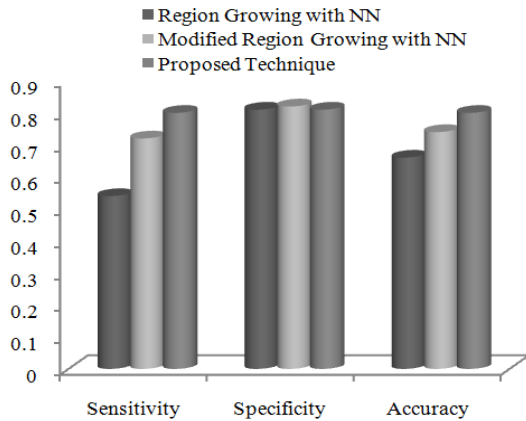 Region Growing with NN
Modified Region Growing with NN
Proposed Technique
0.9
0.8
0.7
0.6
0.5
0.4
0.3
0.2
0.1
0
Sensitivity Specificity Accuracy